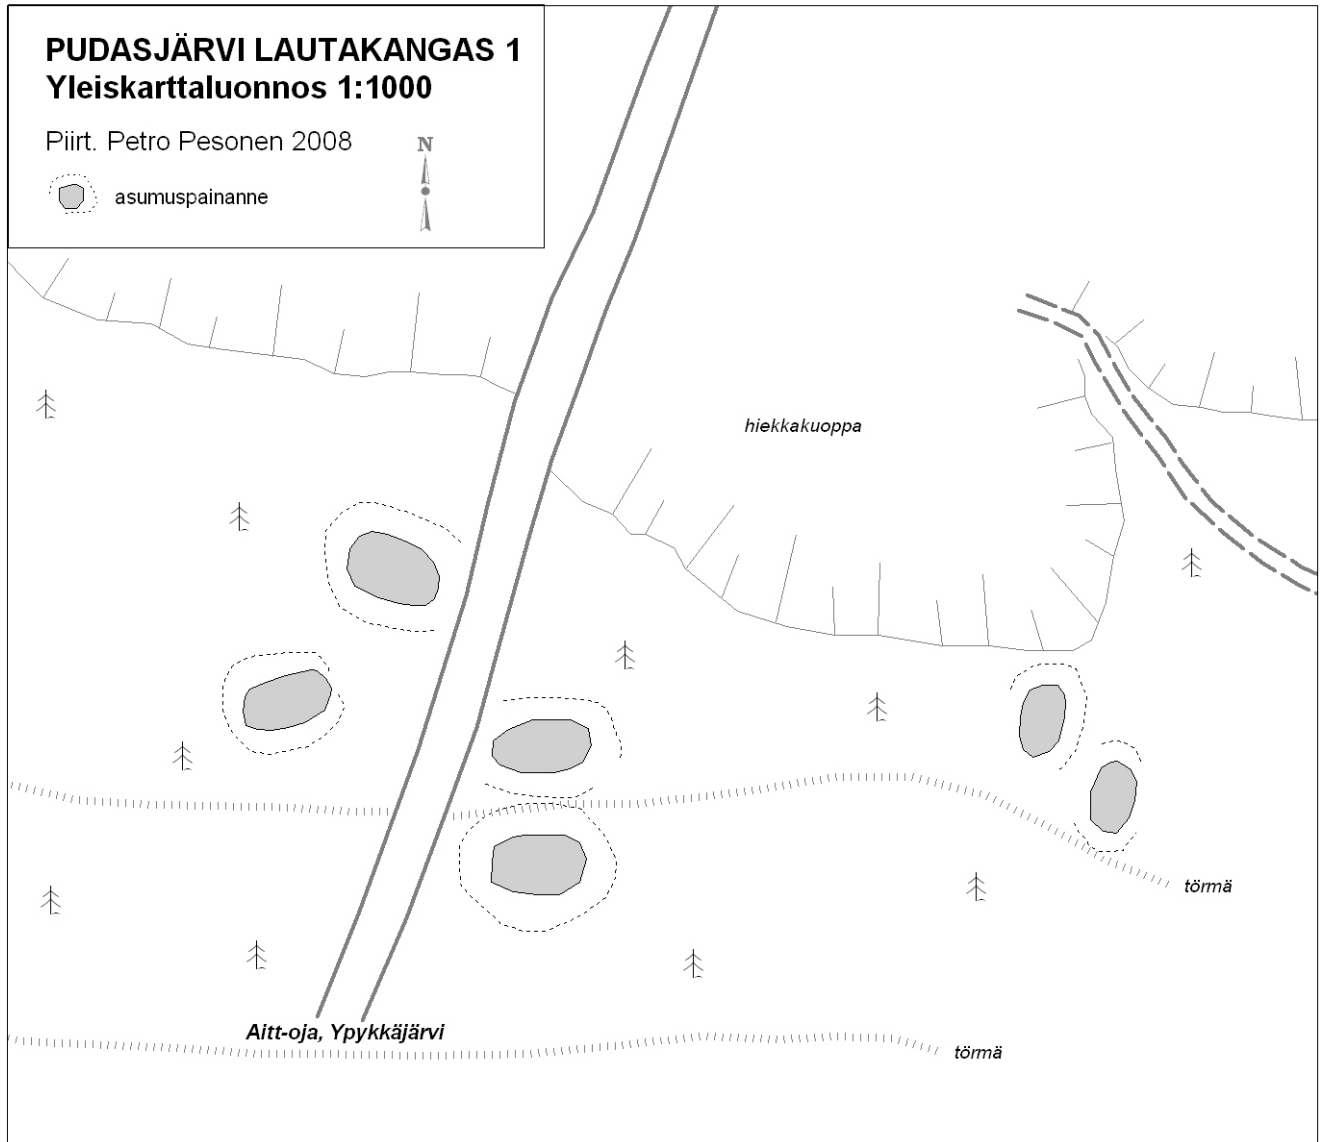 PUDASJÄRVI LAUTAKANGAS 1
Yleiskarttaluonnos 1:1000
Piirt. Petro Pesonen 2008
N
asumuspainanne
hiekkakuoppa
törmä
Aitt-oja, Ypykkäjärvi
törmä